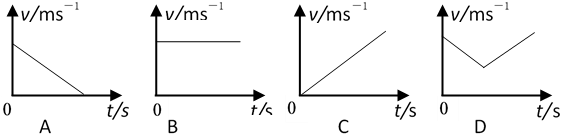 v/ms⁻¹ v/ms⁻¹ v/ms⁻¹ v/ms⁻¹
0 t/s 0 t/s 0 t/s 0 t/s
A B C D